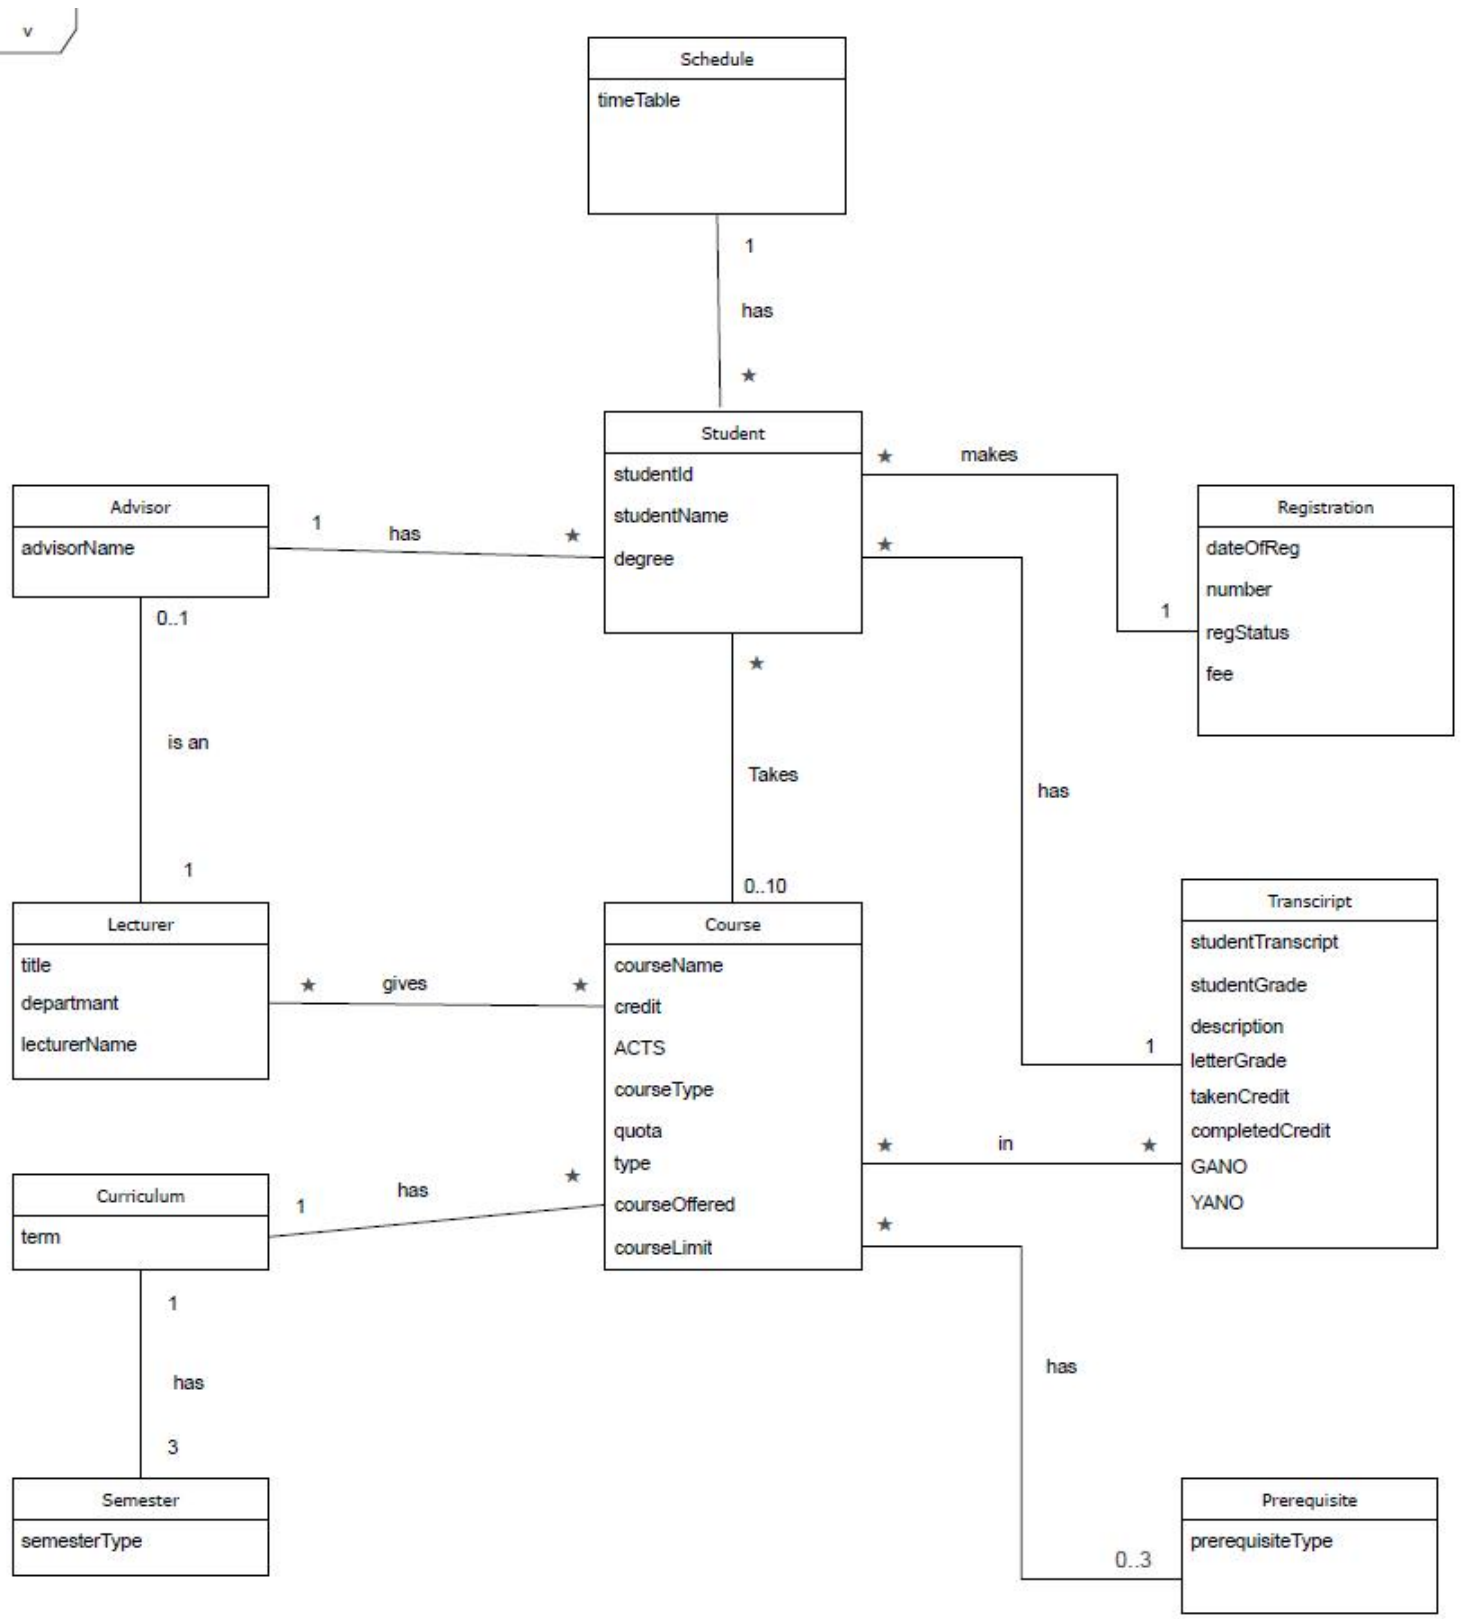 v
Schedule
timeTable
1
has
★
Student
studentId
studentName
degree
★
makes
1
Registration
dateOfReg
number
regStatus
fee
Advisor
advisorName
1
has
★
★
has
1
0..1
is an
1
★
Takes
0..10
Lecturer
title
departmant
lecturerName
★
gives
★
Course
courseName
credit
ACTS
courseType
quota
type
courseOffered
courseLimit
Transciript
studentTranscript
studentGrade
description
letterGrade
takenCredit
completedCredit
GANO
YANO
★
in
★
Curriculum
term
1
has
★
★
has
0..3
1
has
3
Semester
semesterType
Prerequisite
prerequisiteType